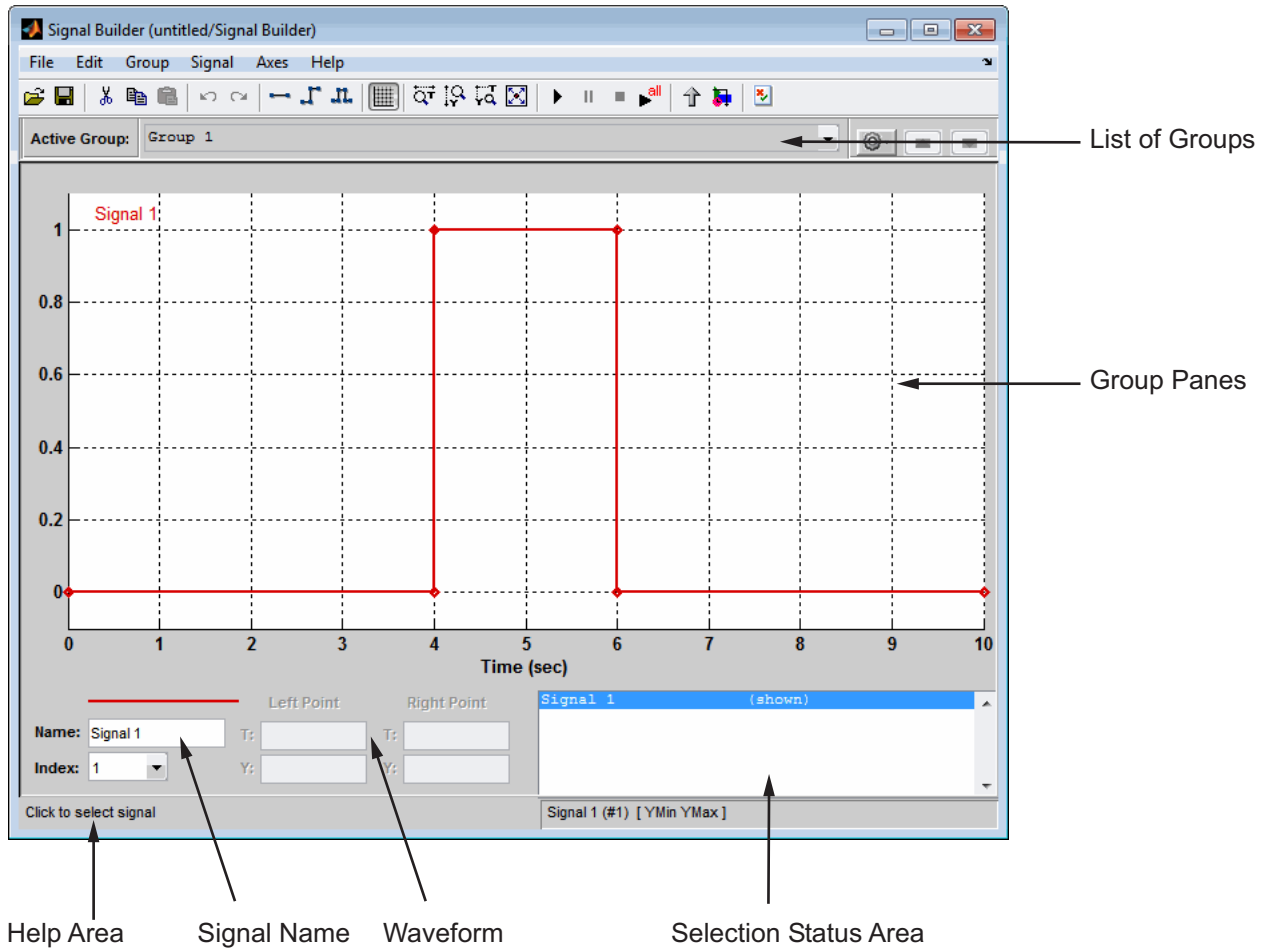 Signal Builder (untitled/Signal Builder)
File Edit Group Signal Axes Help
all
Active Group: Group 1
List of Groups
Signal 1
1
0.8
0.6
Group Panes
0.4
0.2
0
0 1 2 3 4 5 6 7 8 9 10
Time (sec)
Left Point Right Point
Signal 1 (shown)
Name: Signal 1 T: T:
Index: 1 Y: Y:
Click to select signal
Signal 1 (#1) [ YMin YMax ]
Help Area Signal Name Waveform Selection Status Area